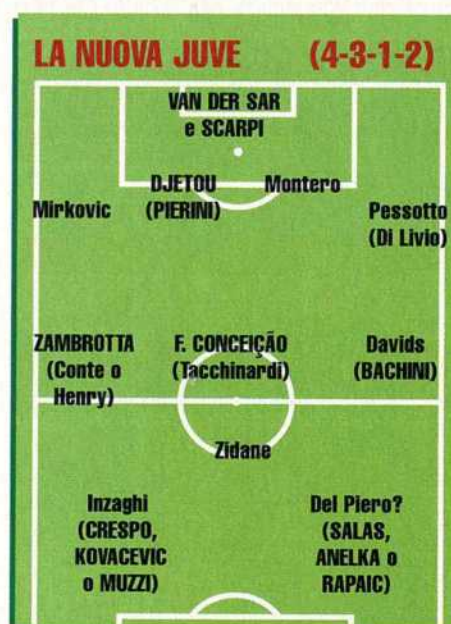 LA NUOVA JUVE (4-3-1-2)
VAN DER SAR
e SCARPI
Mirkovic
DJETOU
(PIERINI)
Montero
Pessotto
(Di Livio)
ZAMBROTTA
(Conte o
Henry)
F. CONCEIÇÃO
(Tacchinardi)
Davids
(BACHINI)
Zidane
Inzaghi
(CRESPO,
KOVACEVIC
o MUZZI)
Del Piero?
(SALAS,
ANELKA o
RAPAIC)